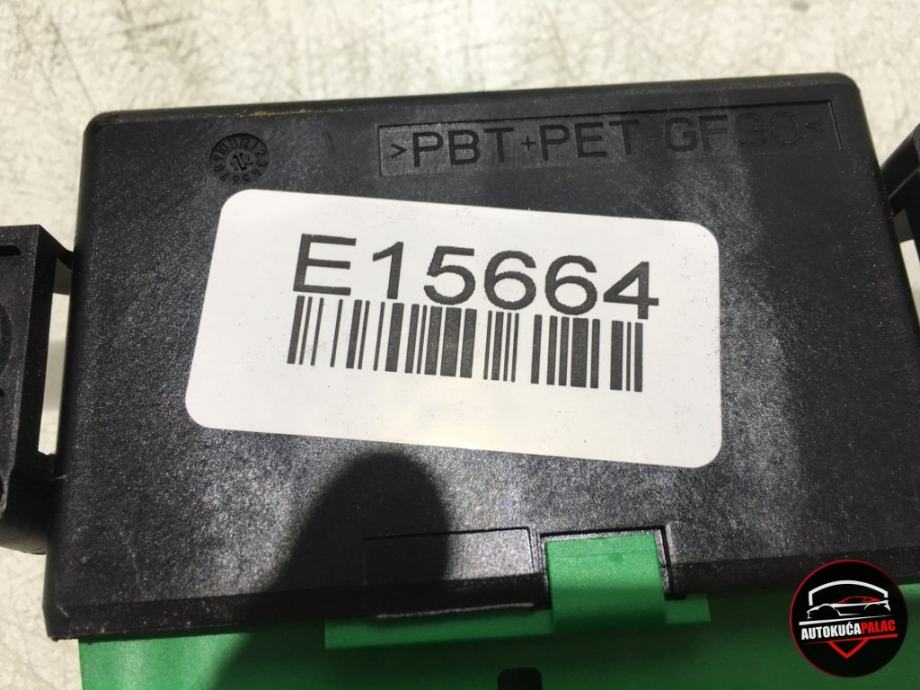 >PBT+PET-GF30<
E15664
AUTOKUĆA PALAC